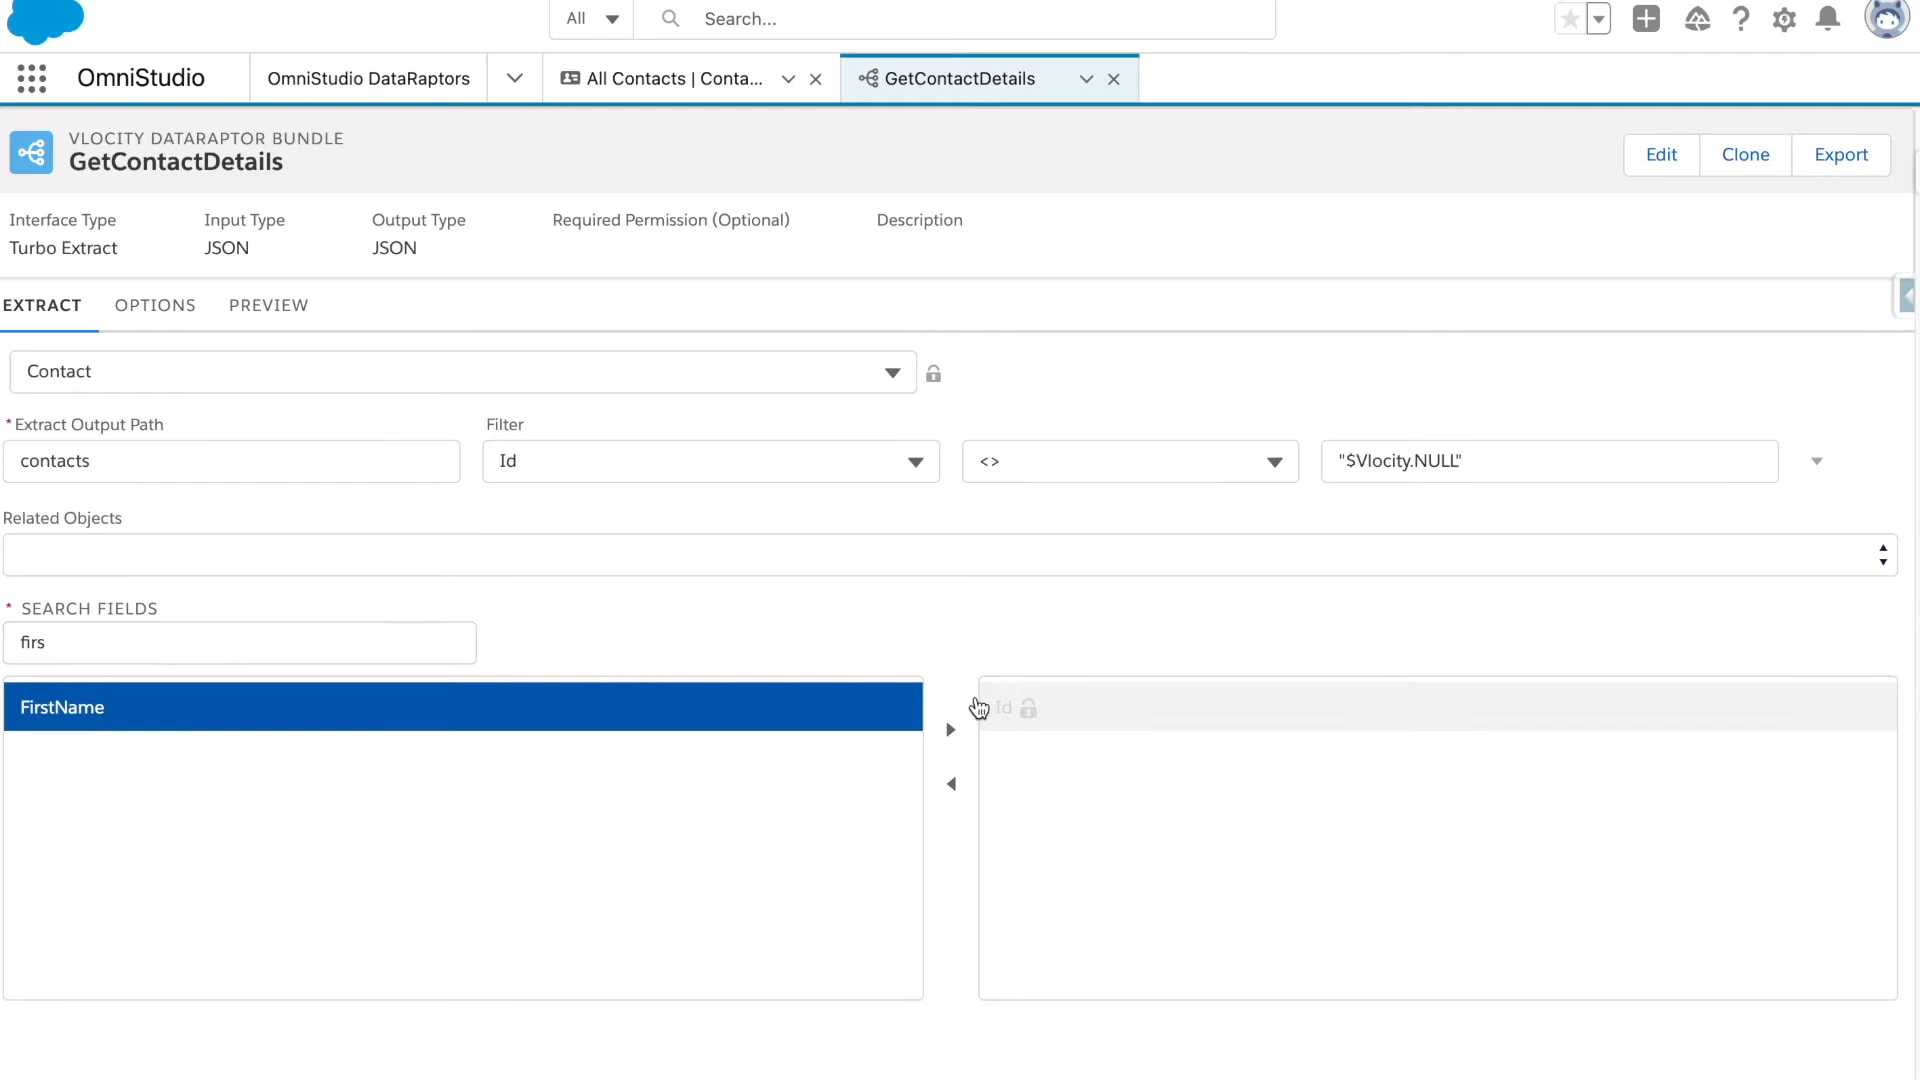 All
Search...
OmniStudio
OmniStudio DataRaptors
All Contacts | Conta...
GetContactDetails
VLOCITY DATARAPTOR BUNDLE
GetContactDetails
Edit
Clone
Export
Interface Type
Input Type
Output Type
Required Permission (Optional)
Description
Turbo Extract
JSON
JSON
EXTRACT
OPTIONS
PREVIEW
Contact
*Extract Output Path
Filter
contacts
Id
<>
"$Vlocity.NULL"
Related Objects
* SEARCH FIELDS
firs
FirstName
Id